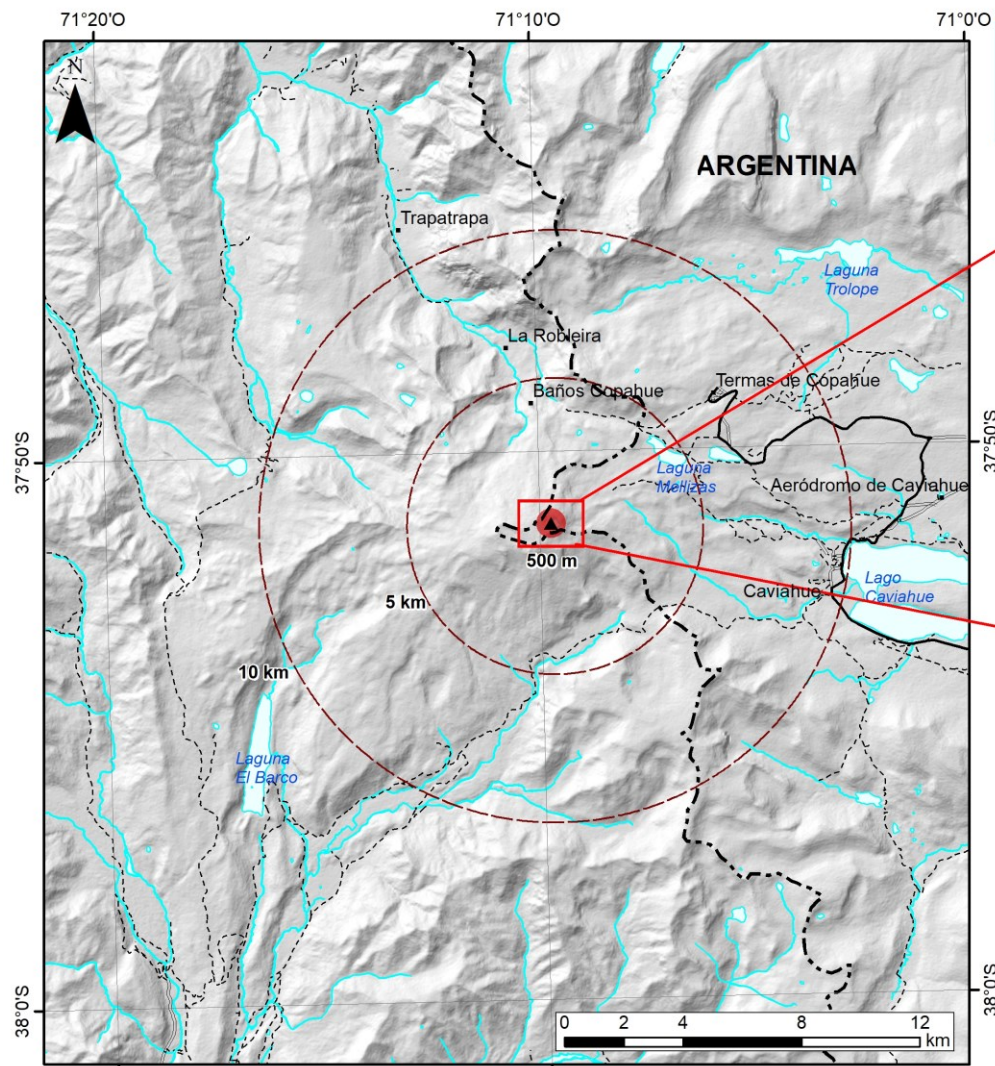 71°20'O
71°10'O
71°0'O
N
ARGENTINA
Trapatrapa
Laguna
Trolope
La Robleira
Baños Copahue
Termas de Copahue
37°50'S
37°50'S
Laguna
Mellizas
Aeródromo de Caviahue
500 m
Lago
Caviahue
Caviahue
5 km
10 km
Laguna
El Barco
38°0'S
38°0'S
0 2 4 8 12
km